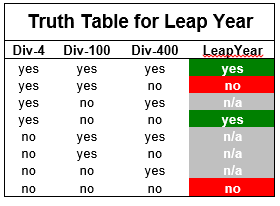 Truth Table for Leap Year
Div-4 Div-100 Div-400 LeapYear
yes yes yes yes
yes yes no no
yes no yes n/a
yes no no yes
no yes yes n/a
no yes no n/a
no no yes n/a
no no no no